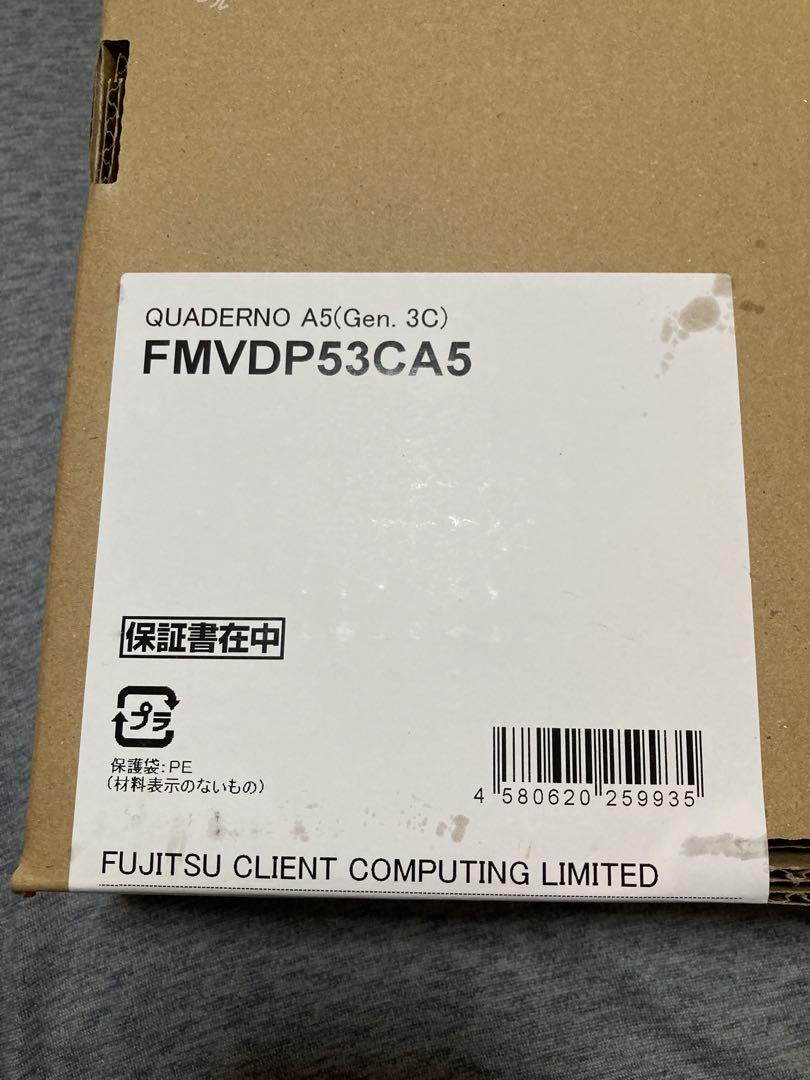 QUADERNO A5(Gen. 3C)
FMVDP53CA5
保証書在中
プラ
保護袋:PE
(材料表示のないもの)
4 580620 259935
FUJITSU CLIENT COMPUTING LIMITED